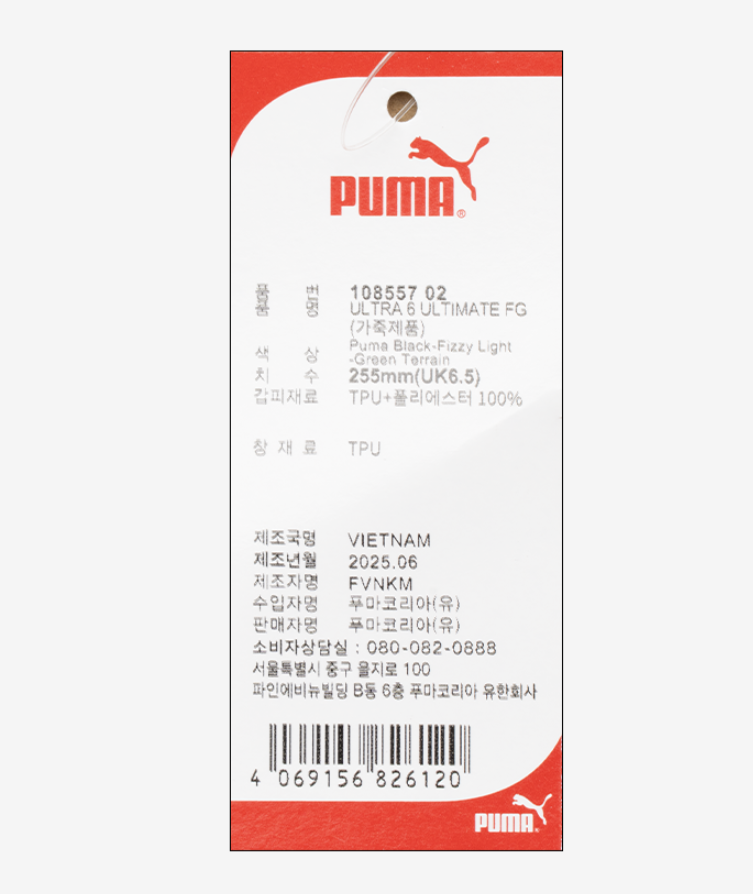 PUMA®
품 번 108557 02
품 명 ULTRA 6 ULTIMATE FG
(가죽제품)
색 상 Puma Black-Fizzy Light
-Green Terrain
치 수 255mm(UK6.5)
갑피재료 TPU+폴리에스터 100%
창 재 료 TPU
제조국명 VIETNAM
제조년월 2025.06
제조자명 FVNKM
수입자명 푸마코리아(유)
판매자명 푸마코리아(유)
소비자상담실 : 080-082-0888
서울특별시 중구 을지로 100
파인에비뉴빌딩 B동 6층 푸마코리아 유한회사
4 069156 826120
PUMA®